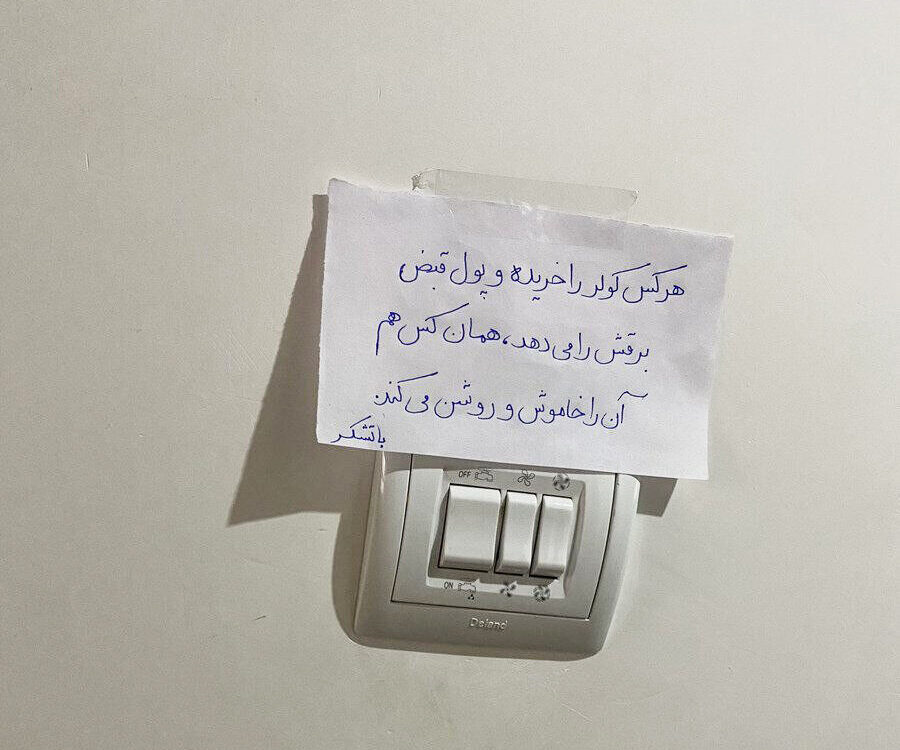 هرکس کولر را خریده و پول قبض
برقش را می دهد، همان کس هم
آن را خاموش و روشن می کند.
باتشکر
OFF
ON
Deland